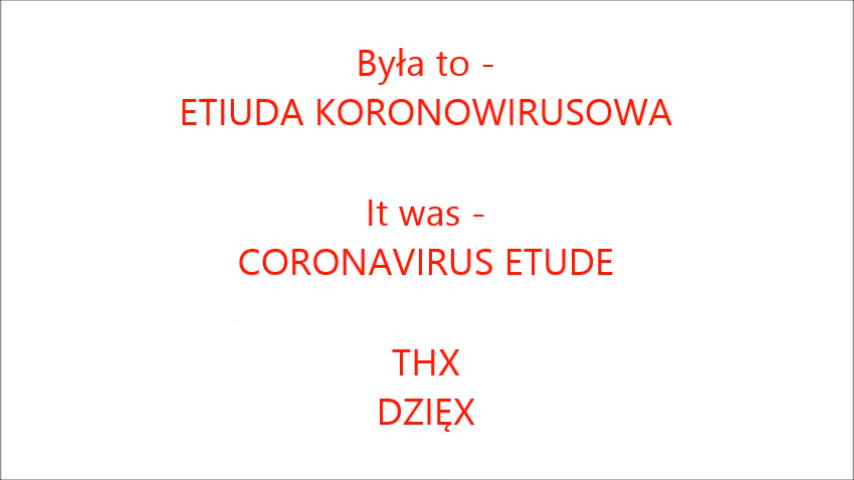 Była to -
ETIUDA KORONOWIRUSOWA
It was -
CORONAVIRUS ETUDE
THX
DZIĘX